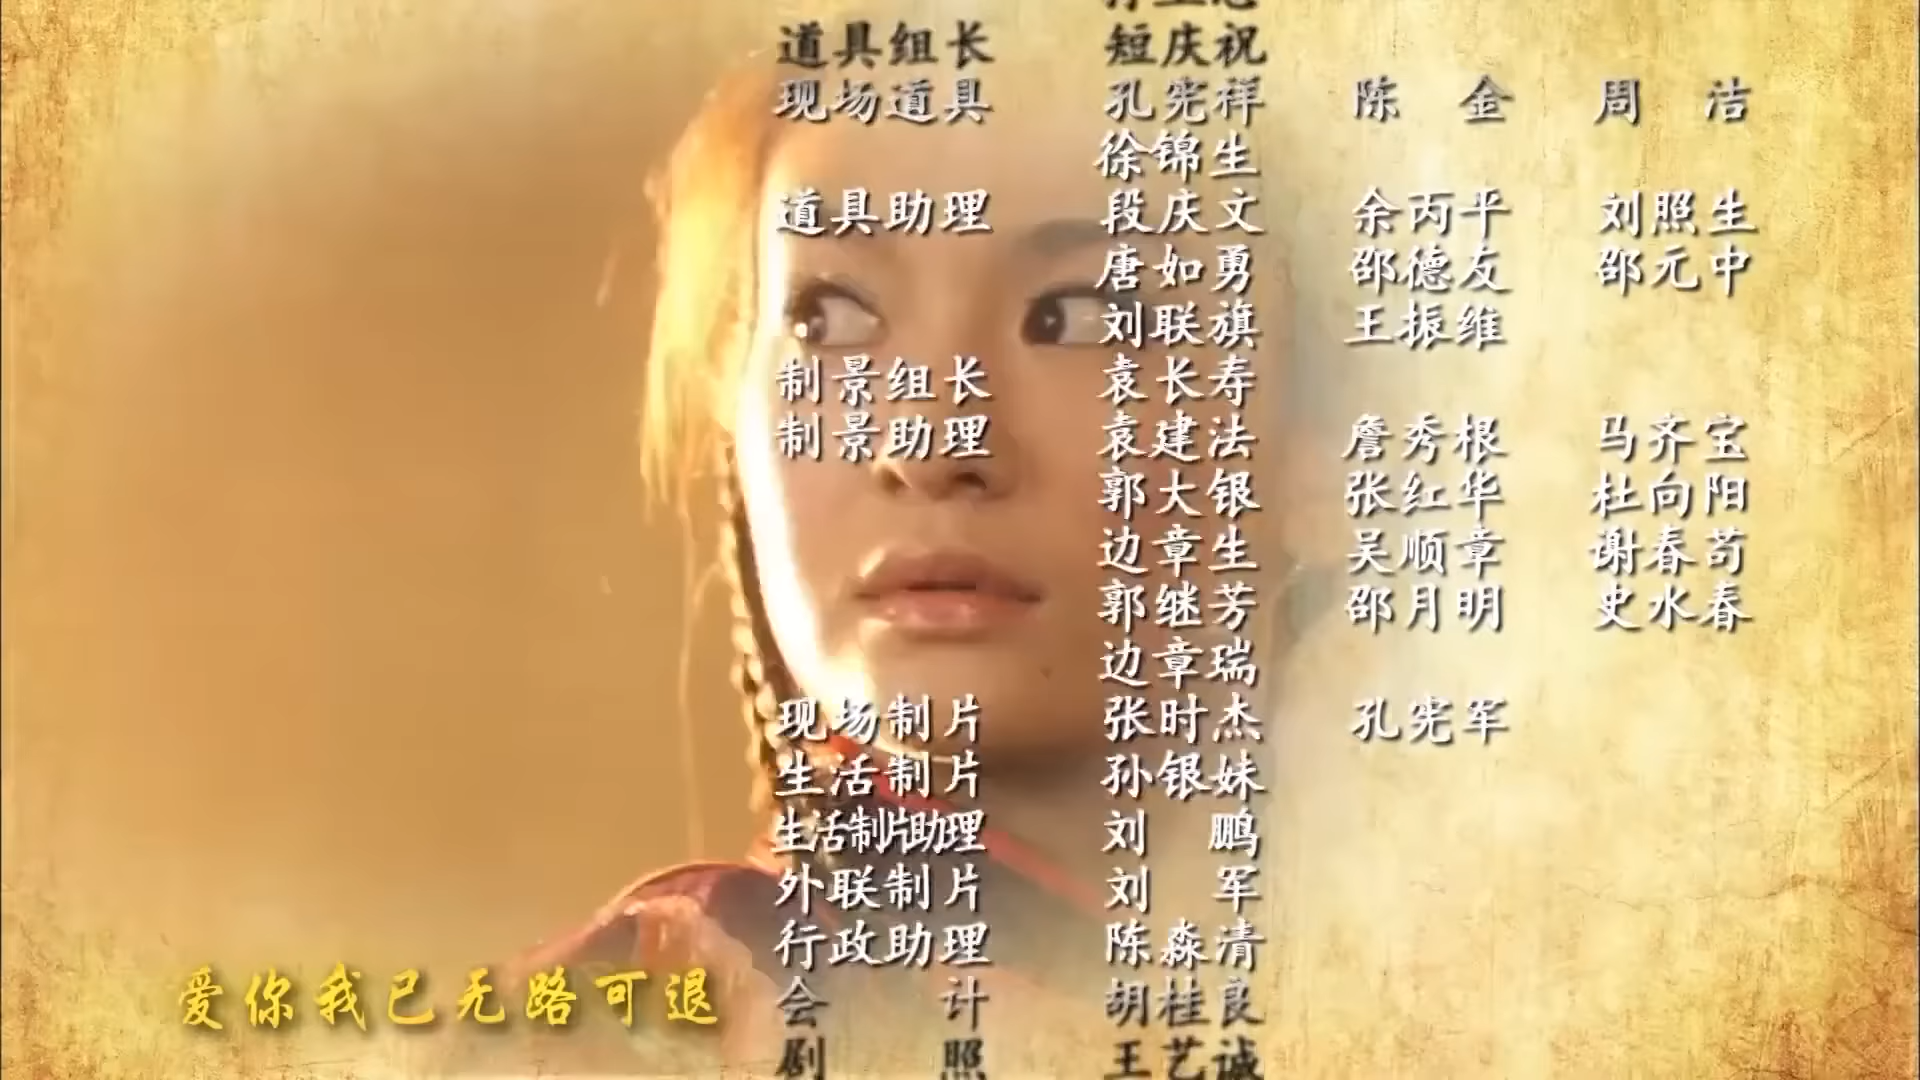 道具组长 短庆祝
现场道具 孔宪祥 陈金 周洁
徐锦生
道具助理 段庆文 余丙平 刘照生
唐如勇 邵德友 邵元中
刘联旗 王振维
制景组长 袁长寿
制景助理 袁建法 詹秀根 马齐宝
郭大银 张红华 杜向阳
边章生 吴顺章 谢春苟
郭继芳 邵月明 史水春
边章瑞
现场制片 张时杰 孔宪军
生活制片 孙银妹
生活制片助理 刘鹏
外联制片 刘军
行政助理 陈淼清
会计 胡桂良
剧照 王艺诚
爱你我已无路可退